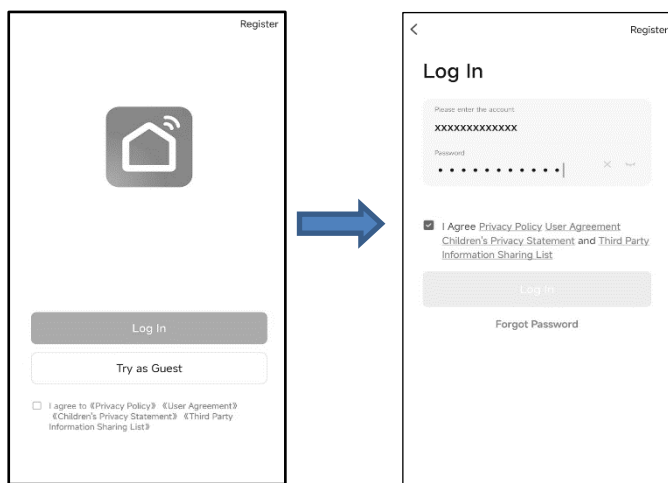 Register
Log In
Try as Guest
I agree to 《Privacy Policy》 《User Agreement》
《Children's Privacy Statement》 《Third Party
Information Sharing List》
Register
Log In
Please enter the account
xxxxxxxxxxxxx
Password
I Agree Privacy Policy User Agreement
Children's Privacy Statement and Third Party
Information Sharing List
Log In
Forgot Password